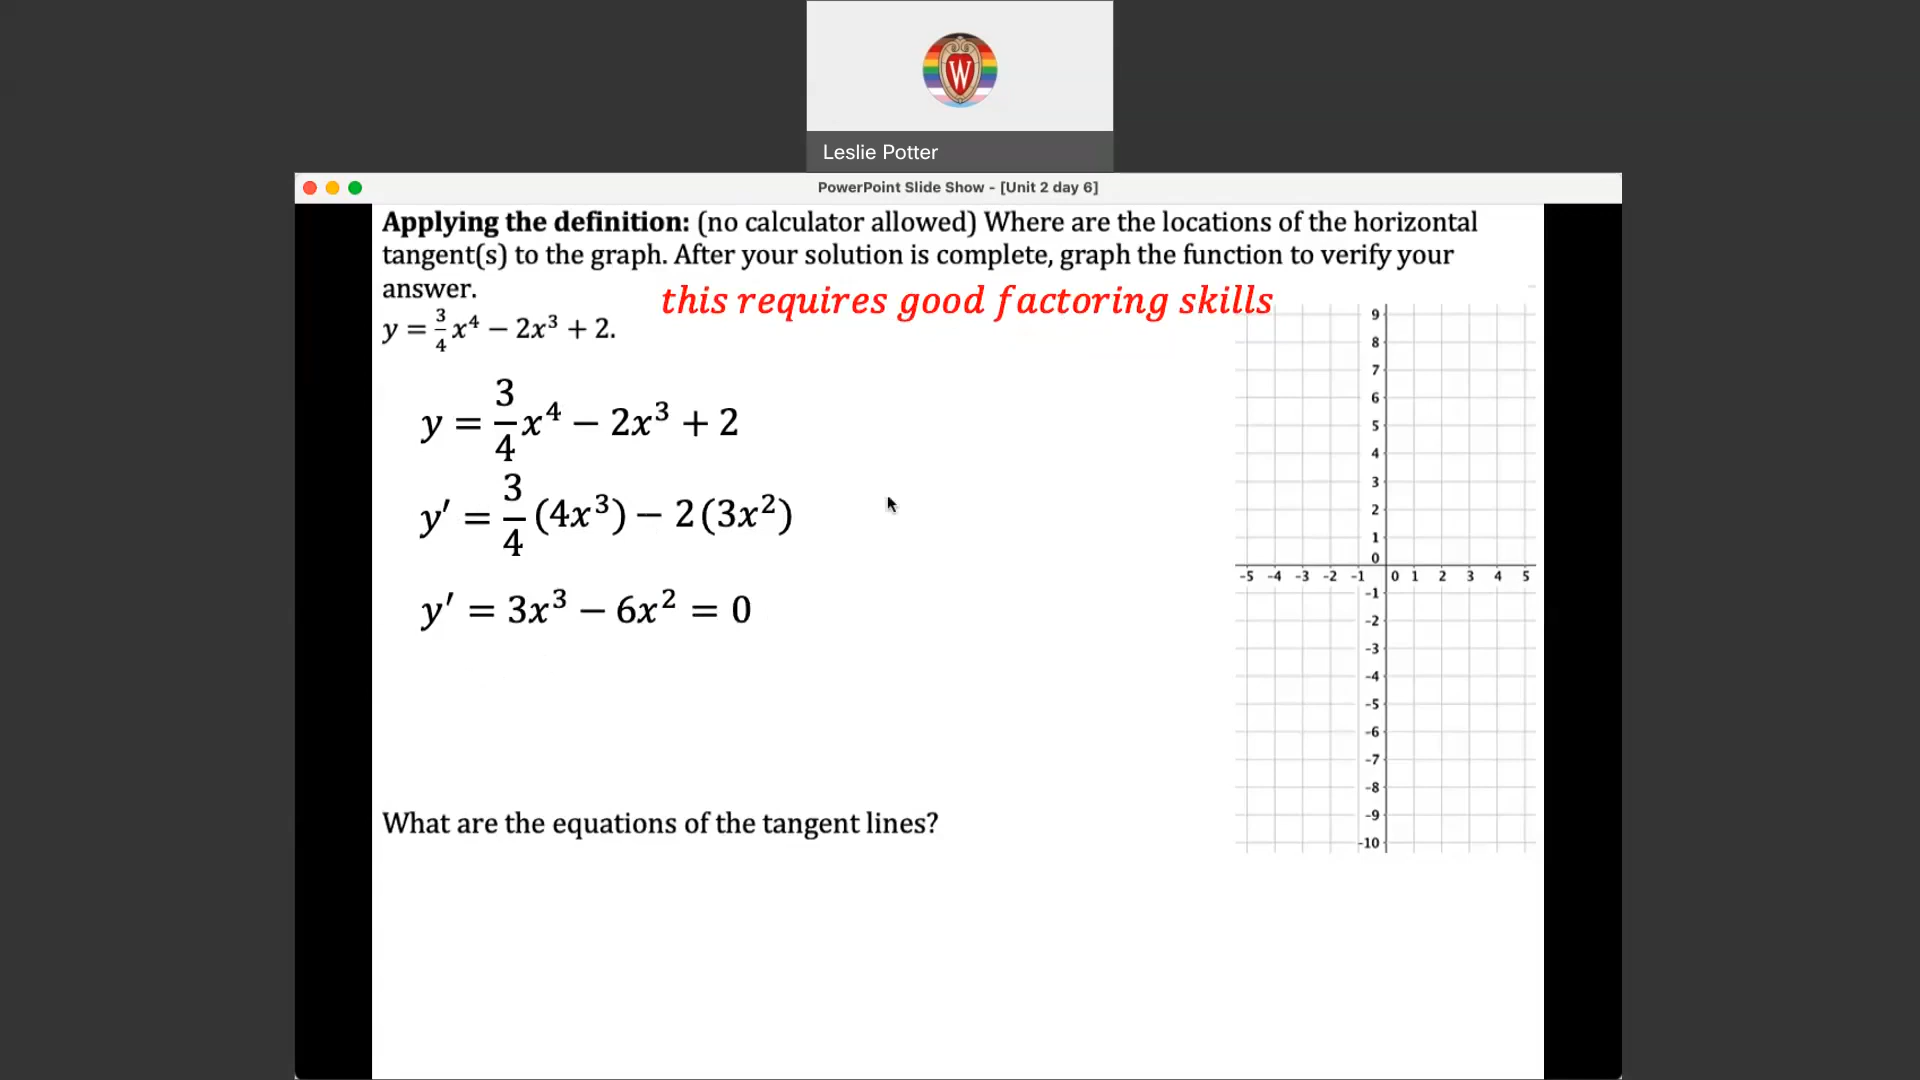 W
Leslie Potter
PowerPoint Slide Show - [Unit 2 day 6]
Applying the definition: (no calculator allowed) Where are the locations of the horizontal
tangent(s) to the graph. After your solution is complete, graph the function to verify your
answer.
this requires good factoring skills
y = 3/4 x⁴ − 2x³ + 2.
y = 3/4 x⁴ − 2x³ + 2
y′ = 3/4 (4x³) − 2(3x²)
y′ = 3x³ − 6x² = 0
What are the equations of the tangent lines?
9
8
7
6
5
4
3
2
1
0
-5 -4 -3 -2 -1 0 1 2 3 4 5
-1
-2
-3
-4
-5
-6
-7
-8
-9
-10